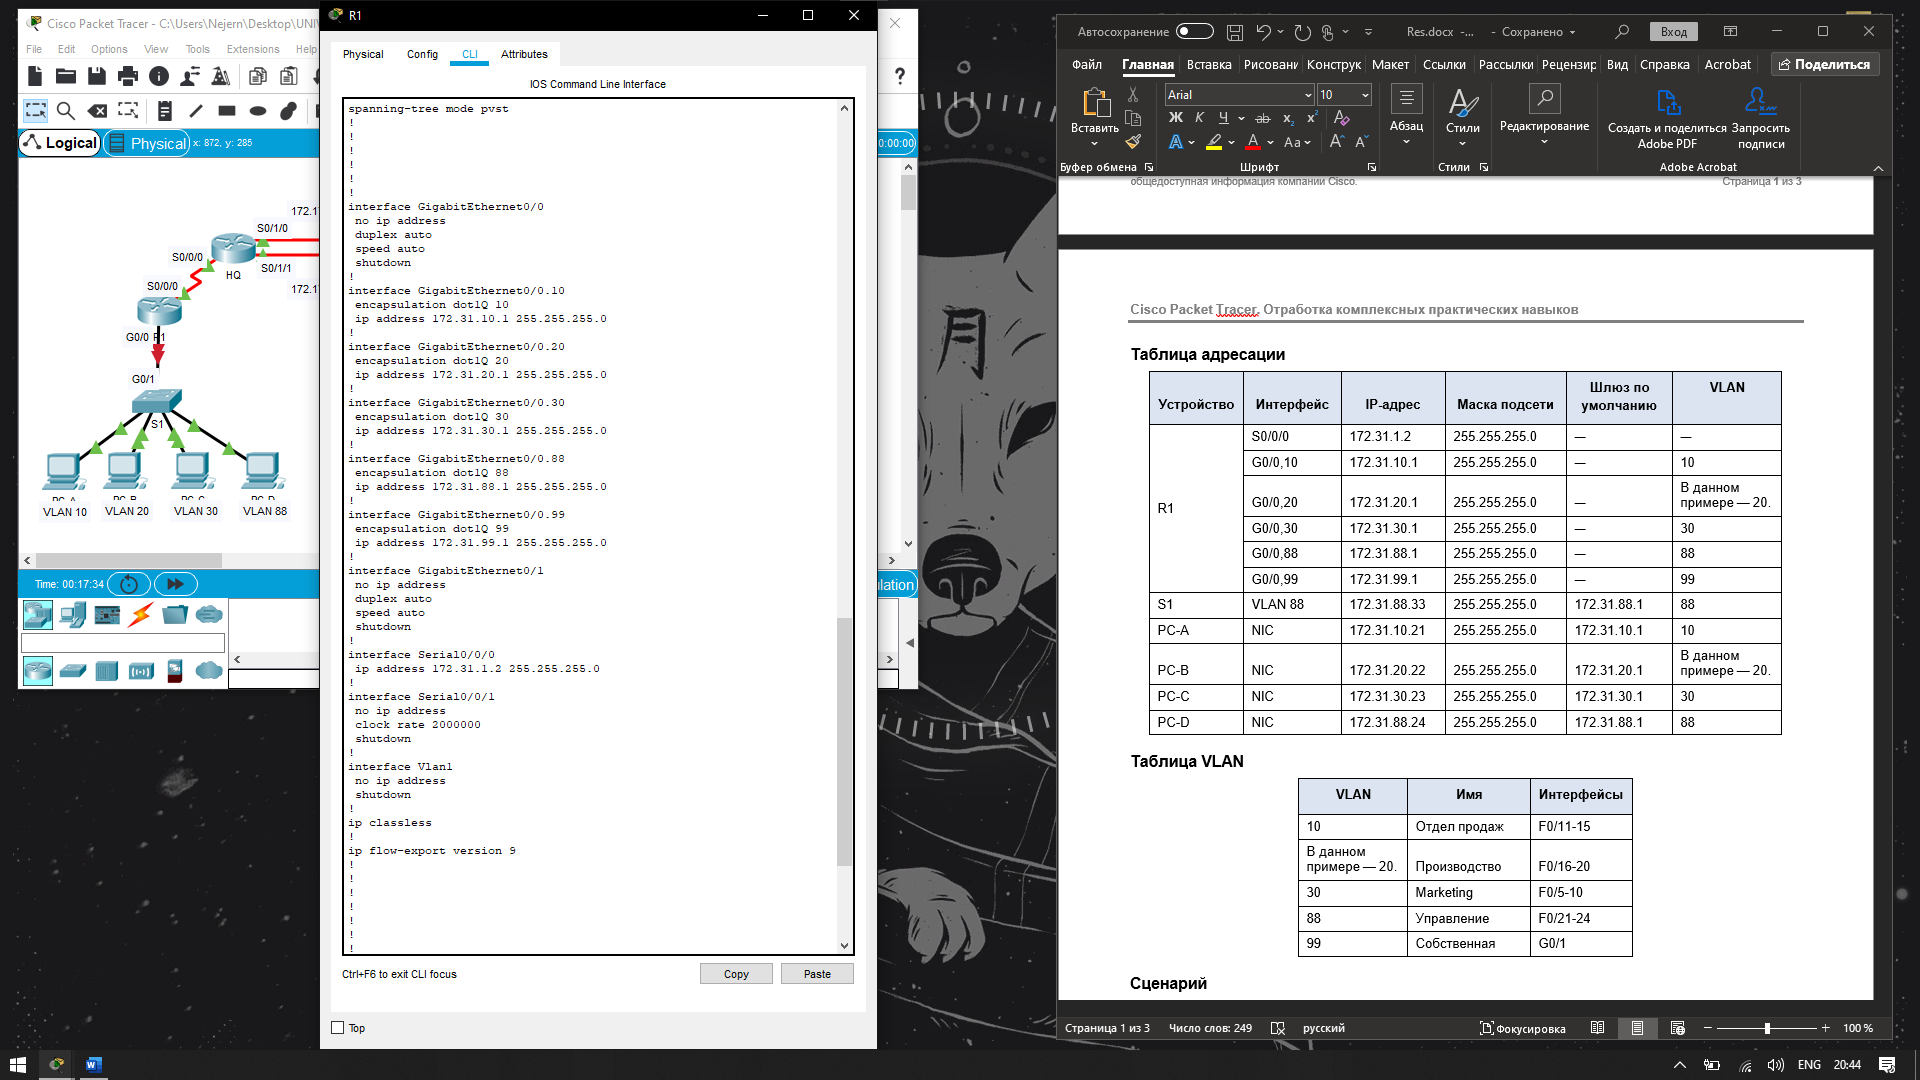 Cisco Packet Tracer - C:\Users\Nejern\Desktop\UNI
File Edit Options View Tools Extensions Help
?
Logical
Physical
x: 872, y: 285
0:00:00
172.17
S0/1/0
S0/0/0
HQ
S0/1/1
S0/0/0
172.17
G0/0 R1
G0/1
S1
PC-A PC-B PC-C PC-D
VLAN 10 VLAN 20 VLAN 30 VLAN 88
Time: 00:17:34
ulation
R1
Physical Config CLI Attributes
IOS Command Line Interface
spanning-tree mode pvst
!
!
!
!
!
!
interface GigabitEthernet0/0
no ip address
duplex auto
speed auto
shutdown
!
interface GigabitEthernet0/0.10
encapsulation dot1Q 10
ip address 172.31.10.1 255.255.255.0
!
interface GigabitEthernet0/0.20
encapsulation dot1Q 20
ip address 172.31.20.1 255.255.255.0
!
interface GigabitEthernet0/0.30
encapsulation dot1Q 30
ip address 172.31.30.1 255.255.255.0
!
interface GigabitEthernet0/0.88
encapsulation dot1Q 88
ip address 172.31.88.1 255.255.255.0
!
interface GigabitEthernet0/0.99
encapsulation dot1Q 99
ip address 172.31.99.1 255.255.255.0
!
interface GigabitEthernet0/1
no ip address
duplex auto
speed auto
shutdown
!
interface Serial0/0/0
ip address 172.31.1.2 255.255.255.0
!
interface Serial0/0/1
no ip address
clock rate 2000000
shutdown
!
interface Vlan1
no ip address
shutdown
!
ip classless
!
ip flow-export version 9
!
!
!
!
!
!
!
Ctrl+F6 to exit CLI focus
Copy Paste
Top
月
Автосохранение Res.docx -... - Сохранено Вход
Файл Главная Вставка Рисовани Конструк Макет Ссылки Рассылки Рецензир Вид Справка Acrobat Поделиться
Arial 10
Вставить
Ж К Ч ab x₂ x²
A A Aa A A
Абзац
Стили
Редактирование
Создать и поделиться Adobe PDF
Запросить подписи
Буфер обмена Шрифт Стили Adobe Acrobat
общедоступная информация компании Cisco. Страница 1 из 3
Cisco Packet Tracer. Отработка комплексных практических навыков
Таблица адресации
Устройство Интерфейс IP-адрес Маска подсети Шлюз по умолчанию VLAN
R1 S0/0/0 172.31.1.2 255.255.255.0 — —
G0/0,10 172.31.10.1 255.255.255.0 — 10
G0/0,20 172.31.20.1 255.255.255.0 — В данном примере — 20.
G0/0,30 172.31.30.1 255.255.255.0 — 30
G0/0,88 172.31.88.1 255.255.255.0 — 88
G0/0,99 172.31.99.1 255.255.255.0 — 99
S1 VLAN 88 172.31.88.33 255.255.255.0 172.31.88.1 88
PC-A NIC 172.31.10.21 255.255.255.0 172.31.10.1 10
PC-B NIC 172.31.20.22 255.255.255.0 172.31.20.1 В данном примере — 20.
PC-C NIC 172.31.30.23 255.255.255.0 172.31.30.1 30
PC-D NIC 172.31.88.24 255.255.255.0 172.31.88.1 88
Таблица VLAN
VLAN Имя Интерфейсы
10 Отдел продаж F0/11-15
В данном примере — 20. Производство F0/16-20
30 Marketing F0/5-10
88 Управление F0/21-24
99 Собственная G0/1
Сценарий
Страница 1 из 3 Число слов: 249 русский Фокусировка 100 %
ENG 20:44